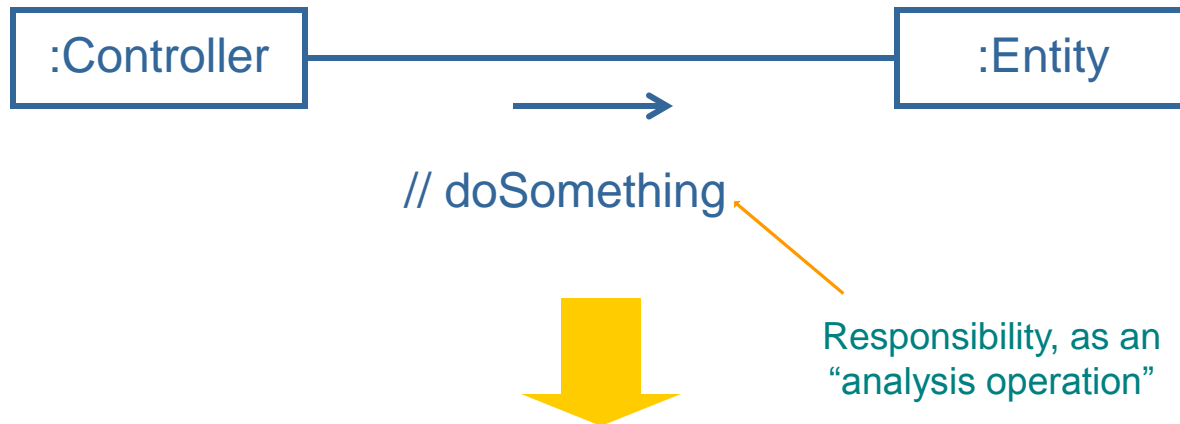 :Controller
:Entity
// doSomething
Responsibility, as an
“analysis operation”